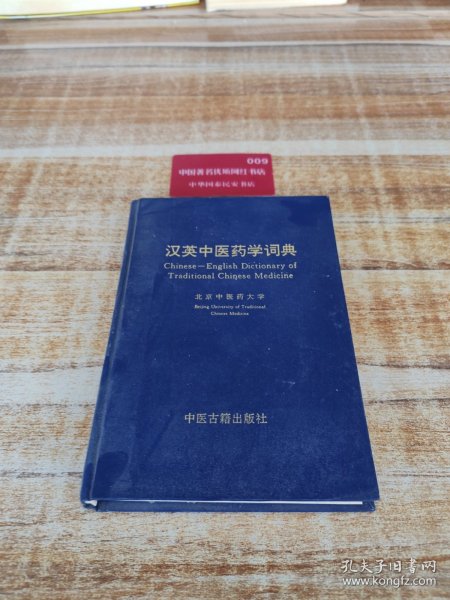 009
中国著名优质网红书店
中华国泰民安书店
汉英中医药学词典
Chinese—English Dictionary of
Traditional Chinese Medicine
北京中医药大学
Beijing University of Traditional
Chinese Medicine
中医古籍出版社
孔夫子旧书网
www.kongfz.com